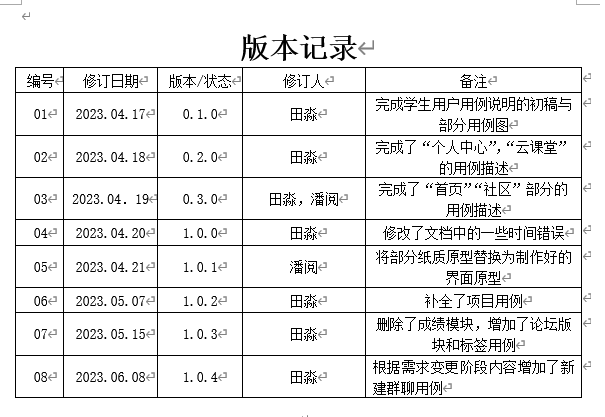 版本记录
编号 修订日期 版本/状态 修订人 备注
01 2023.04.17 0.1.0 田淼 完成学生用户用例说明的初稿与
部分用例图
02 2023.04.18 0.2.0 田淼 完成了“个人中心”,“云课堂”
的用例描述
03 2023.04. 19 0.3.0 田淼，潘阅 完成了“首页”“社区”部分的
用例描述
04 2023.04.20 1.0.0 田淼 修改了文档中的一些时间错误
05 2023.04.21 1.0.1 潘阅 将部分纸质原型替换为制作好的
界面原型
06 2023.05.07 1.0.2 田淼 补全了项目用例
07 2023.05.15 1.0.3 田淼 删除了成绩模块，增加了论坛版
块和标签用例
08 2023.06.08 1.0.4 田淼 根据需求变更阶段内容增加了新
建群聊用例